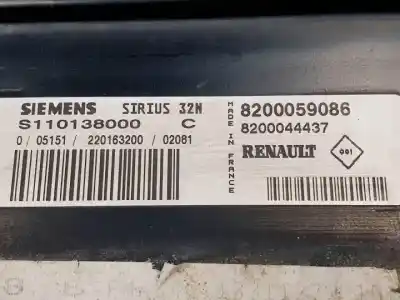 SIEMENS SIRIUS 32N
S110138000 C
0 / 05151 / 220163200 / 02081
MADE IN FRANCE
8200059086
8200044437
RENAULT
001